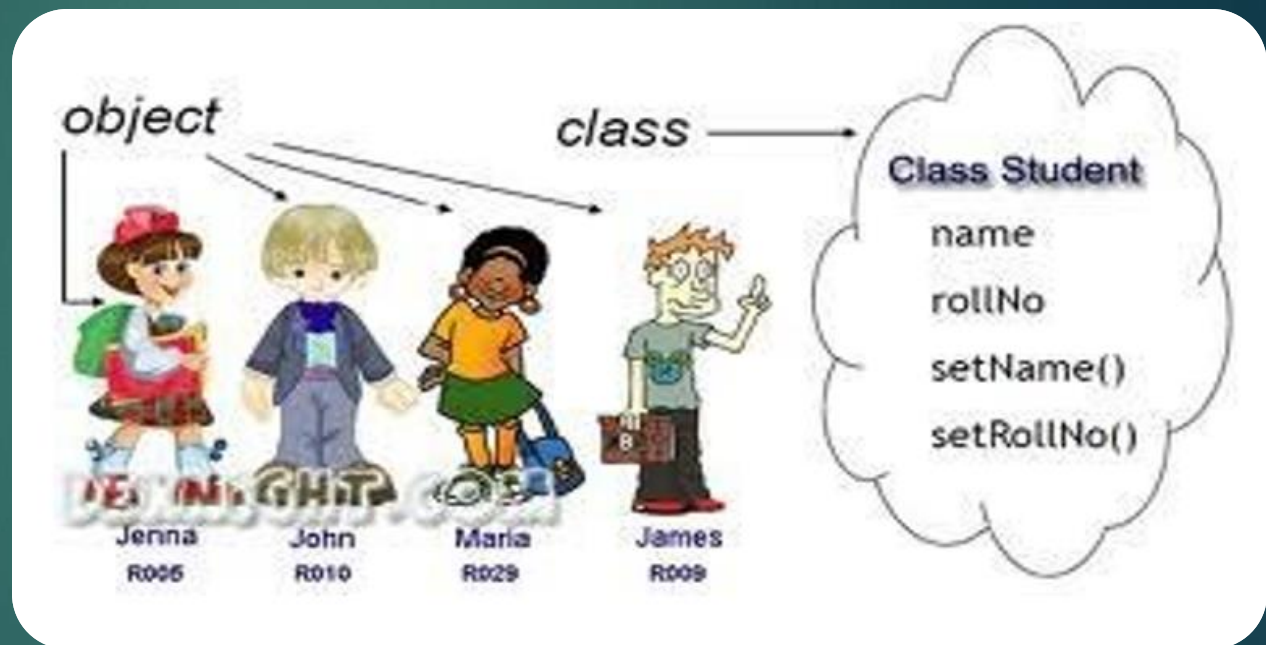 object
class
Class Student
name
rollNo
setName()
setRollNo()
Jenna
John
Maria
James
R005
R010
R029
R009
B